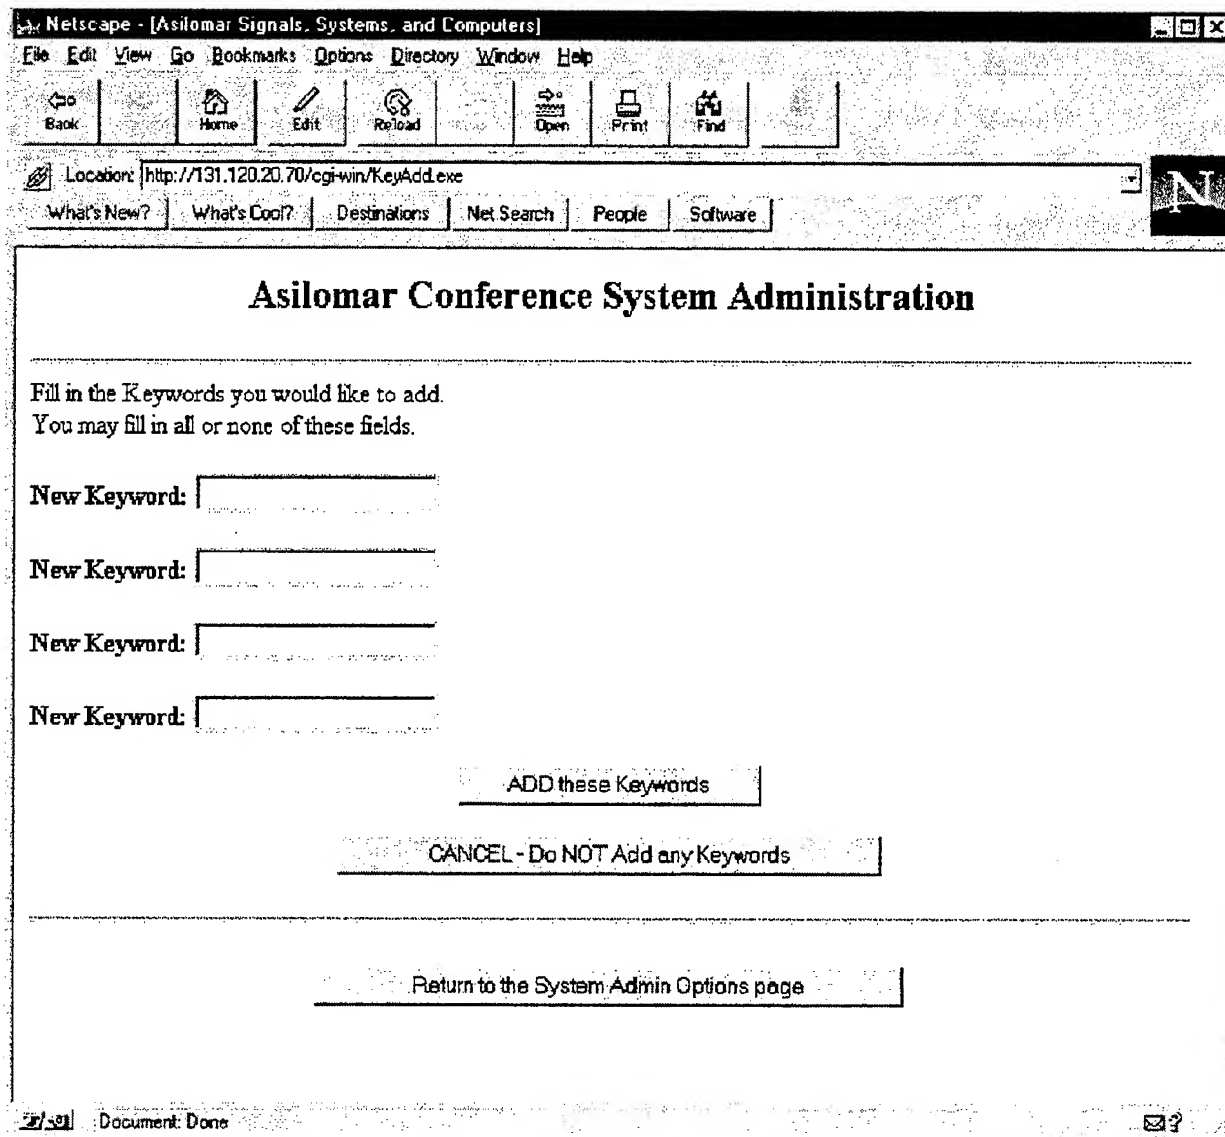 Netscape - [Asilomar Signals, Systems, and Computers]
File Edit View Go Bookmarks Options Directory Window Help
Back Home Edit Reload Open Print Find
Location: http://131.120.20.70/cgi-win/KeyAdd.exe
N
What's New? What's Cool? Destinations Net Search People Software
Asilomar Conference System Administration
Fill in the Keywords you would like to add.
You may fill in all or none of these fields.
New Keyword:
New Keyword:
New Keyword:
New Keyword:
ADD these Keywords
CANCEL - Do NOT Add any Keywords
Return to the System Admin Options page
Document: Done